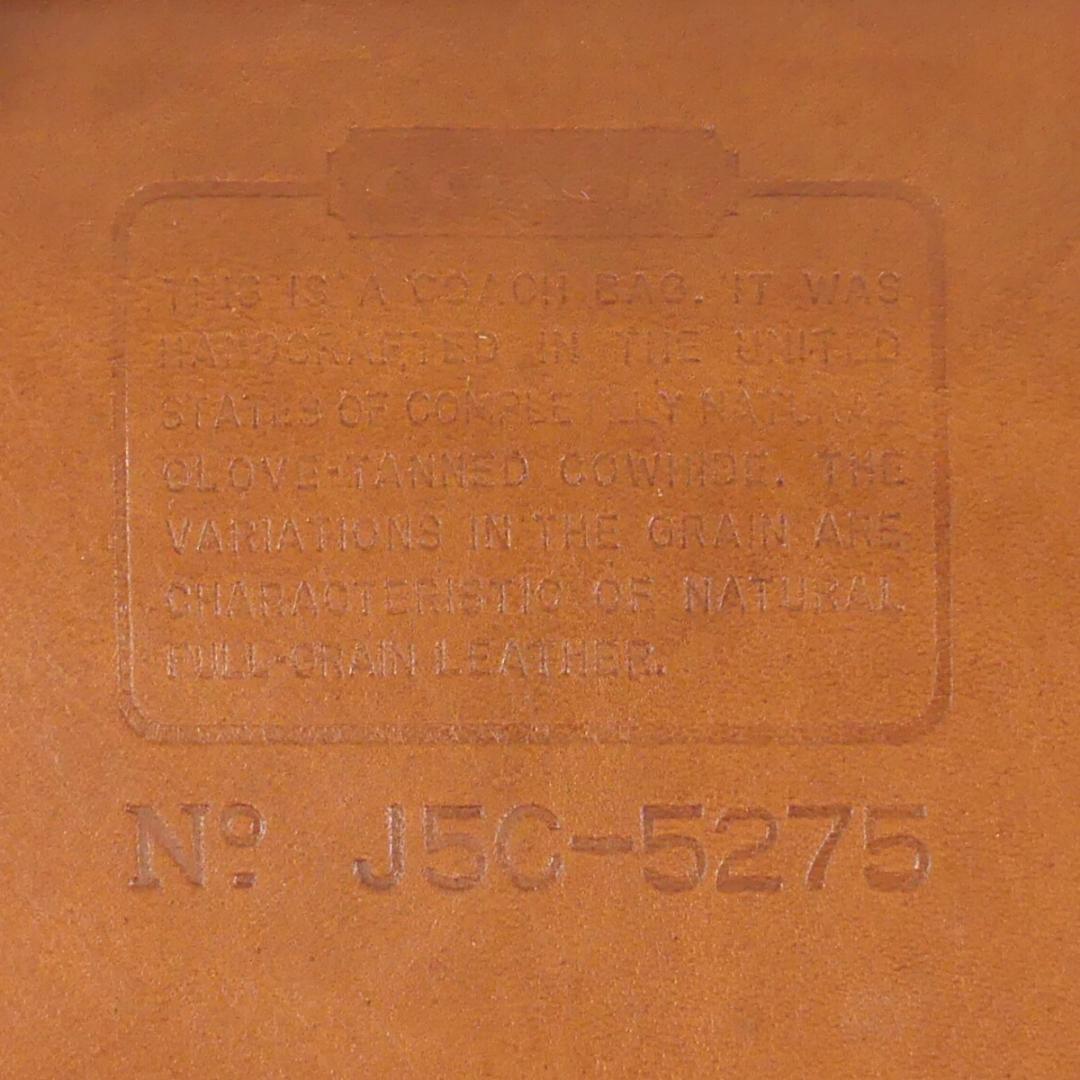 COACH
THIS IS A COACH BAG. IT WAS
HANDCRAFTED IN THE UNITED
STATES OF COMPLETELY NATURAL
GLOVE-TANNED COWHIDE. THE
VARIATIONS IN THE GRAIN ARE
CHARACTERISTIC OF NATURAL
FULL-GRAIN LEATHER.
Nº J5C-5275